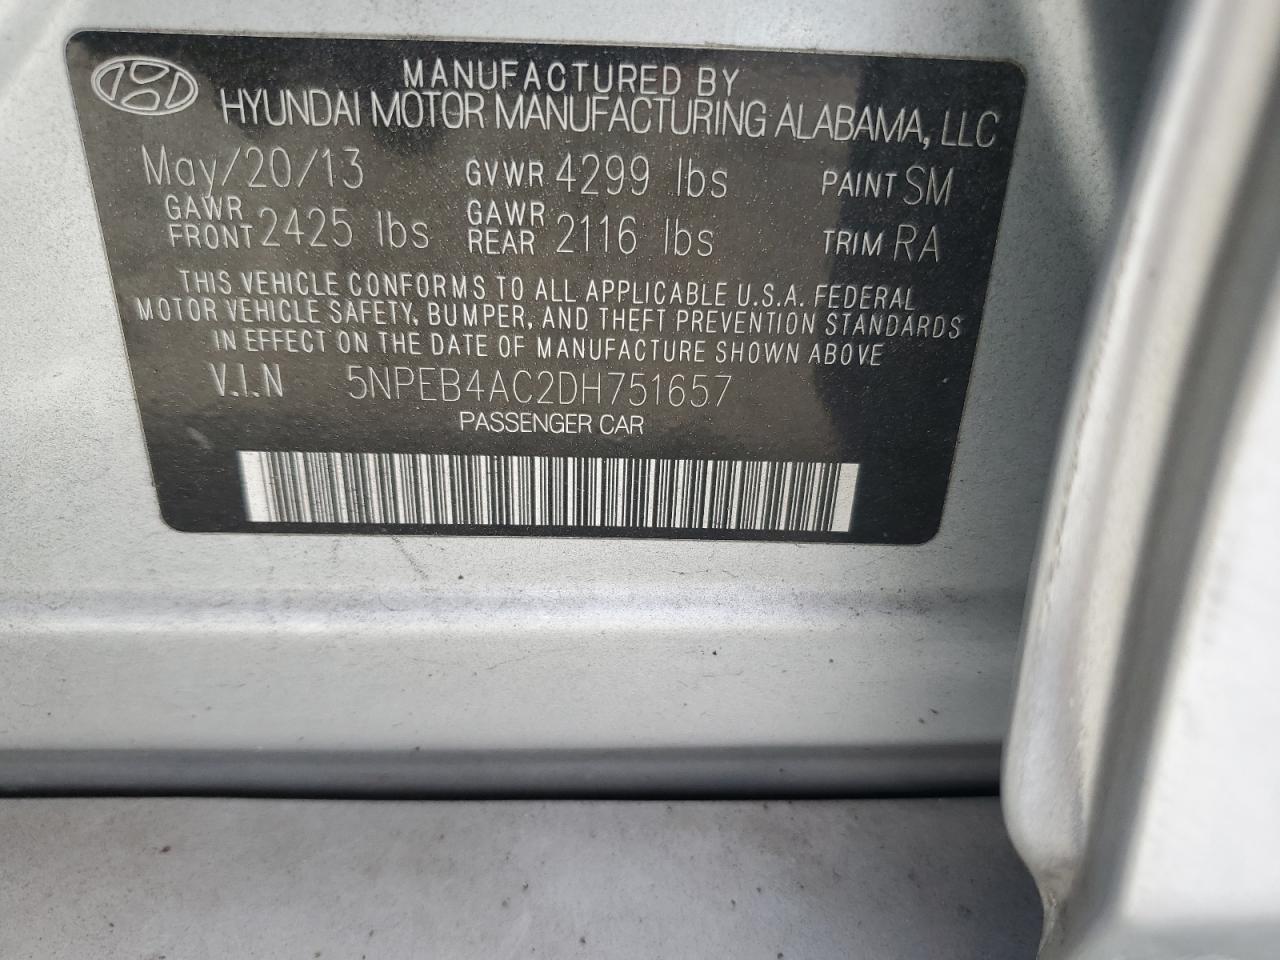 MANUFACTURED BY
HYUNDAI MOTOR MANUFACTURING ALABAMA, LLC
May/20/13 GVWR 4299 lbs PAINT SM
GAWR FRONT 2425 lbs GAWR REAR 2116 lbs TRIM RA
THIS VEHICLE CONFORMS TO ALL APPLICABLE U.S.A. FEDERAL
MOTOR VEHICLE SAFETY, BUMPER, AND THEFT PREVENTION STANDARDS
IN EFFECT ON THE DATE OF MANUFACTURE SHOWN ABOVE
V.I.N 5NPEB4AC2DH751657
PASSENGER CAR